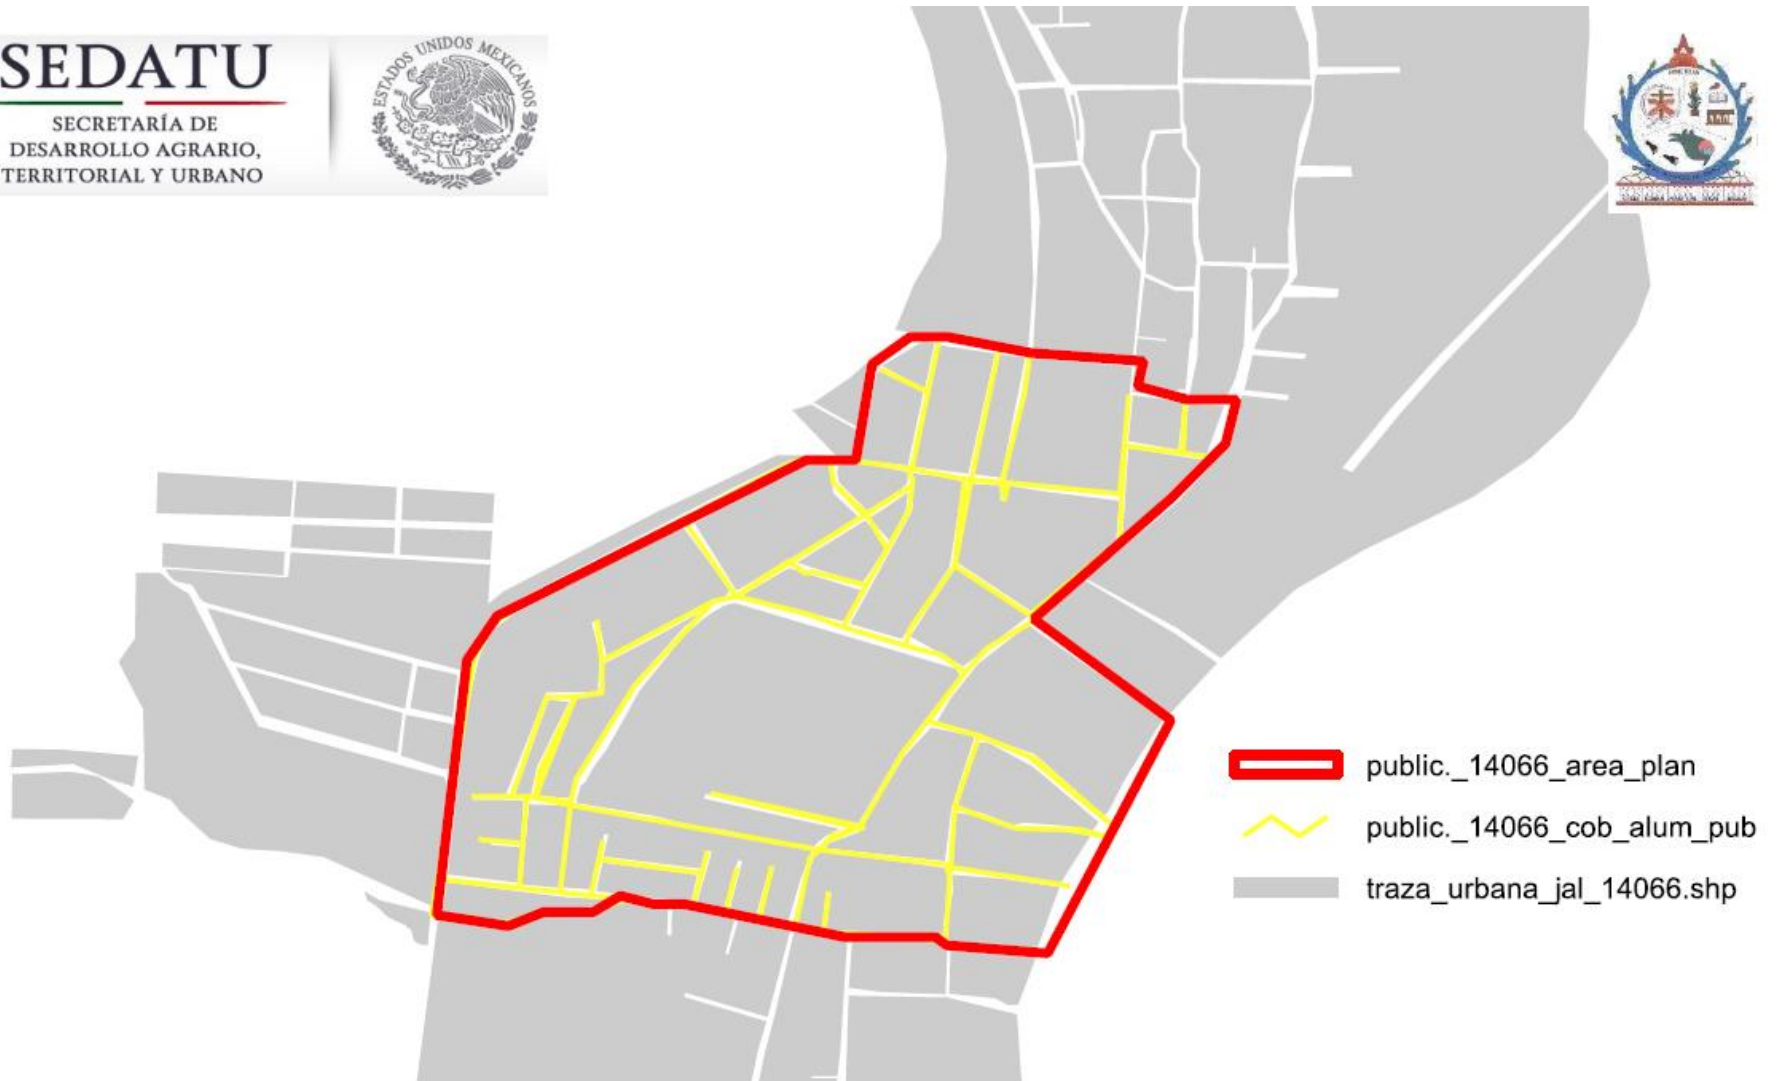 SEDATU
SECRETARÍA DE
DESARROLLO AGRARIO,
TERRITORIAL Y URBANO
ESTADOS UNIDOS MEXICANOS
public._14066_area_plan
public._14066_cob_alum_pub
traza_urbana_jal_14066.shp